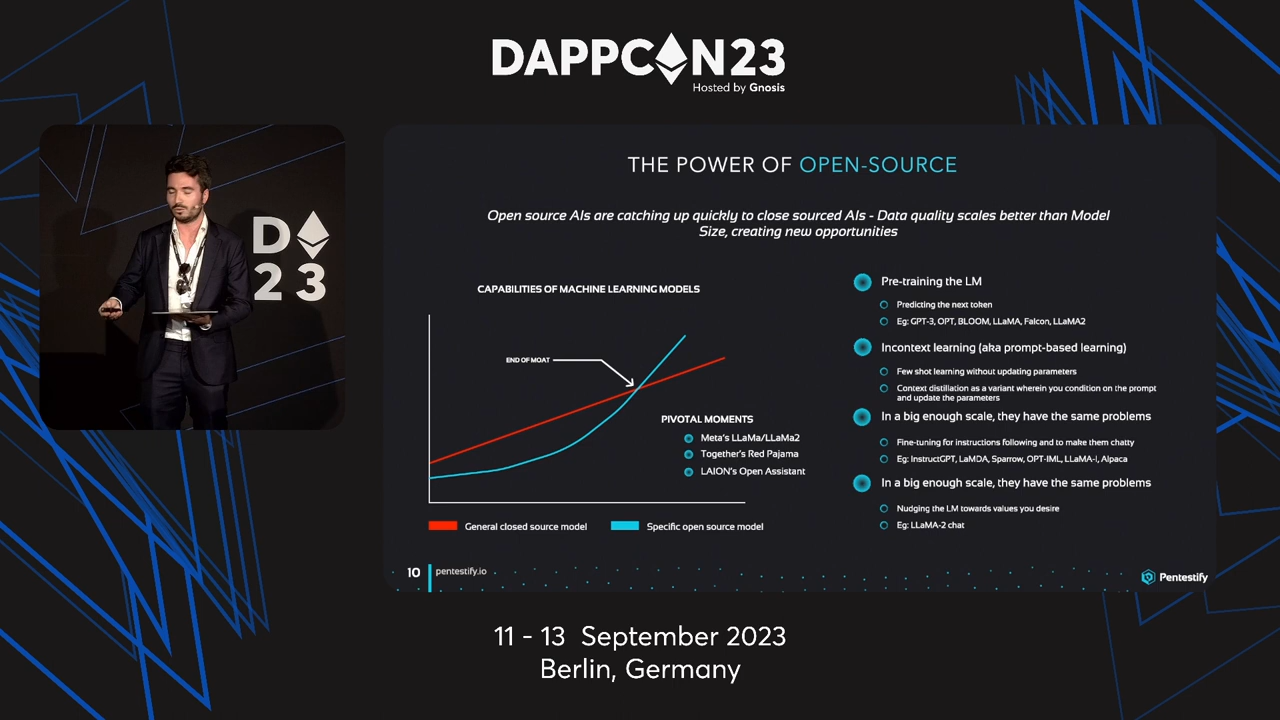 DAPPCON23
Hosted by Gnosis
D
23
THE POWER OF OPEN-SOURCE
Open source AIs are catching up quickly to close sourced AIs - Data quality scales better than Model
Size, creating new opportunities
CAPABILITIES OF MACHINE LEARNING MODELS
END OF MOAT
PIVOTAL MOMENTS
Meta's LLaMa/LLaMa2
Together's Red Pajama
LAION's Open Assistant
General closed source model
Specific open source model
Pre-training the LM
Predicting the next token
Eg: GPT-3, OPT, BLOOM, LLaMA, Falcon, LLaMA2
Incontext learning (aka prompt-based learning)
Few shot learning without updating parameters
Context distillation as a variant wherein you condition on the prompt
and update the parameters
In a big enough scale, they have the same problems
Fine-tuning for instructions following and to make them chatty
Eg: InstructGPT, LaMDA, Sparrow, OPT-IML, LLaMA-I, Alpaca
In a big enough scale, they have the same problems
Nudging the LM towards values you desire
Eg: LLaMA-2 chat
10
pentestify.io
Pentestify
11 - 13 September 2023
Berlin, Germany